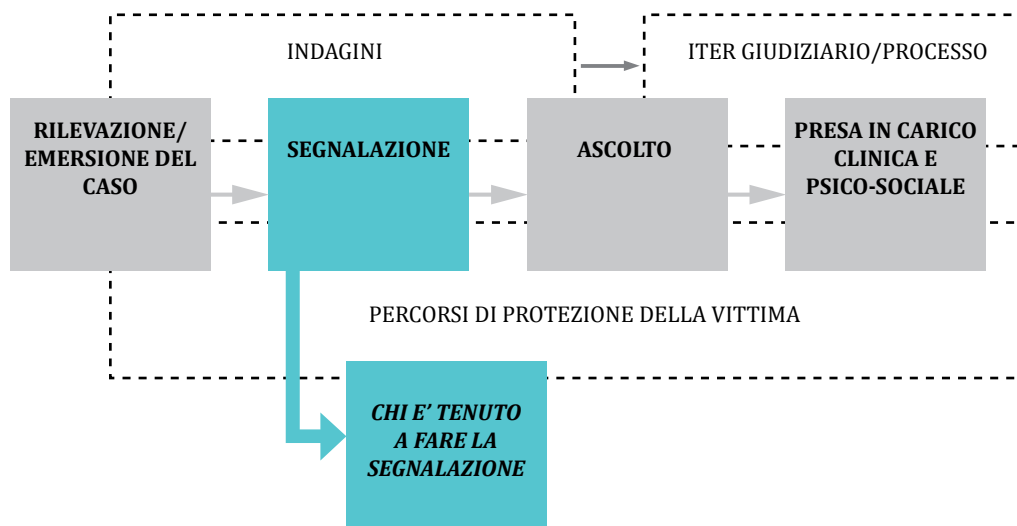 INDAGINI
ITER GIUDIZIARIO/PROCESSO
RILEVAZIONE/
EMERSIONE DEL
CASO
SEGNALAZIONE
ASCOLTO
PRESA IN CARICO
CLINICA E
PSICO-SOCIALE
PERCORSI DI PROTEZIONE DELLA VITTIMA
CHI E' TENUTO
A FARE LA
SEGNALAZIONE